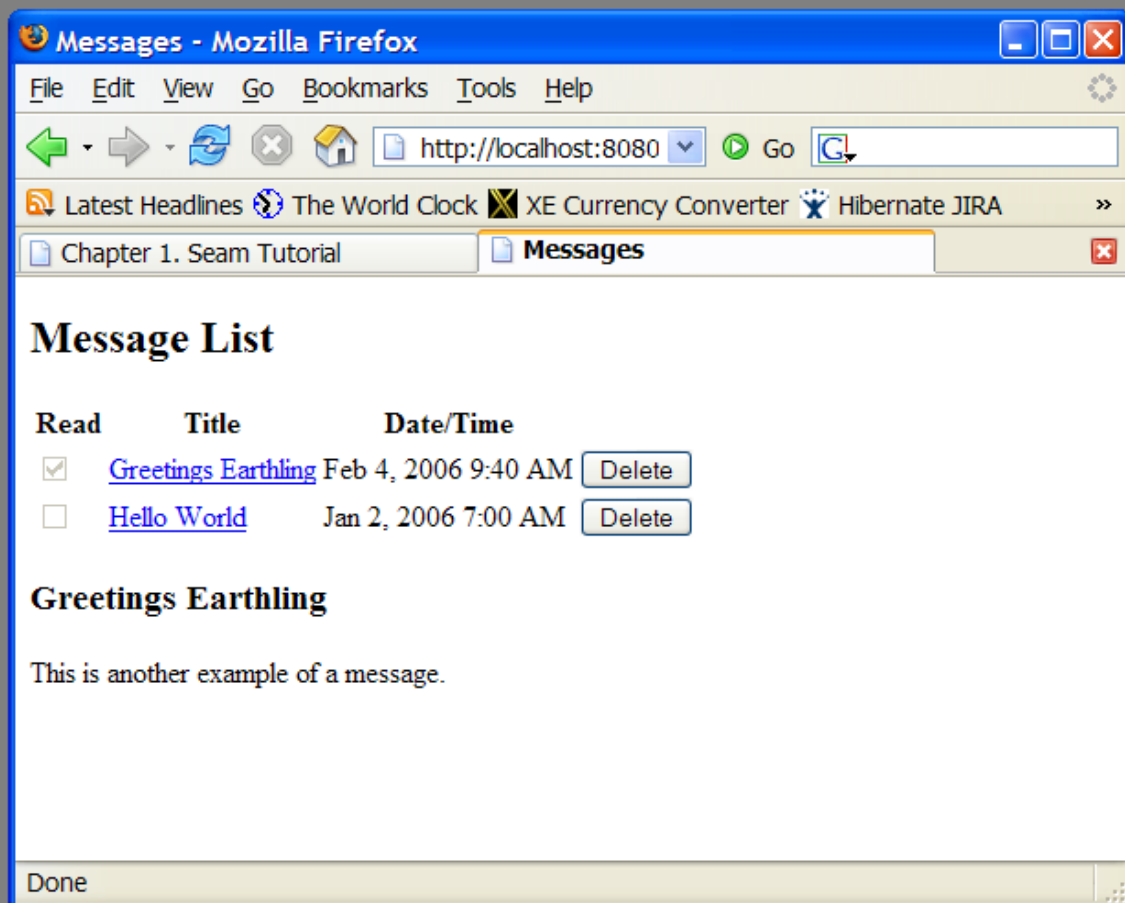 Messages - Mozilla Firefox
File Edit View Go Bookmarks Tools Help
http://localhost:8080 Go G
Latest Headlines The World Clock XE Currency Converter Hibernate JIRA »
Chapter 1. Seam Tutorial Messages
Message List
Read Title Date/Time
Greetings Earthling Feb 4, 2006 9:40 AM Delete
Hello World Jan 2, 2006 7:00 AM Delete
Greetings Earthling
This is another example of a message.
Done